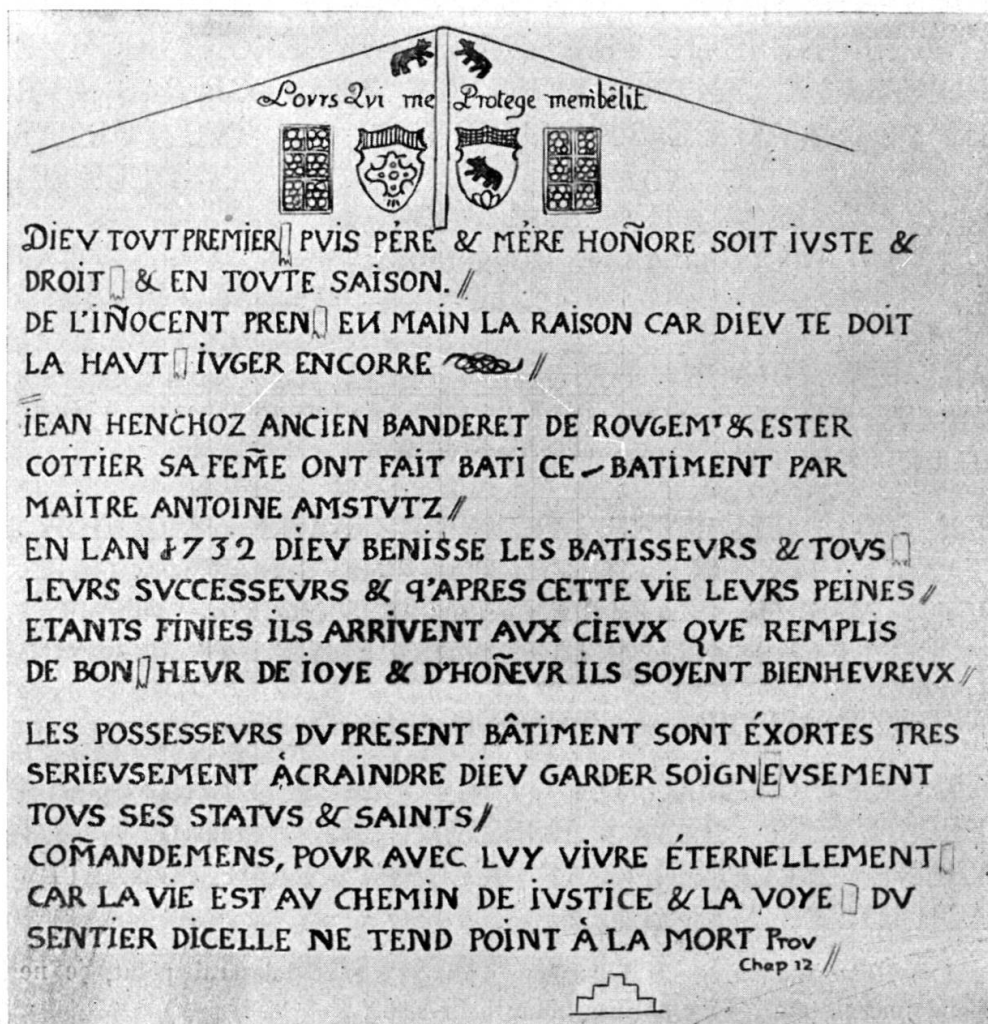 Lovrs Qvi me Protege membêlit
DIEV TOVT PREMIER PVIS PÉRE & MÉRE HOÑORE SOIT IVSTE &
DROIT & EN TOVTE SAISON. //
DE L'IÑOCENT PREN EN MAIN LA RAISON CAR DIEV TE DOIT
LA HAVT IVGER ENCORRE //
IEAN HENCHOZ ANCIEN BANDERET DE ROVGEMT & ESTER
COTTIER SA FEM̃E ONT FAIT BATI CE BATIMENT PAR
MAITRE ANTOINE AMSTVTZ //
EN LAN 1732 DIEV BENISSE LES BATISSEVRS & TOVS
LEVRS SVCCESSEVRS & q'APRES CETTE VIE LEVRS PEINES //
ETANTS FINIES ILS ARRIVENT AVX CIEVX QVE REMPLIS
DE BON HEVR DE IOYE & D'HOÑEVR ILS SOYENT BIENHEVREVX //
LES POSSESSEVRS DV PRESENT BÂTIMENT SONT ÉXORTES TRES
SERIEVSEMENT ÀCRAINDRE DIEV GARDER SOIGNEVSEMENT
TOVS SES STATVS & SAINTS //
COM̃ANDEMENS, POVR AVEC LVY VIVRE ÉTERNELLEMENT
CAR LA VIE EST AV CHEMIN DE IVSTICE & LA VOYE DV
SENTIER DICELLE NE TEND POINT À LA MORT Prov
Chap 12 //